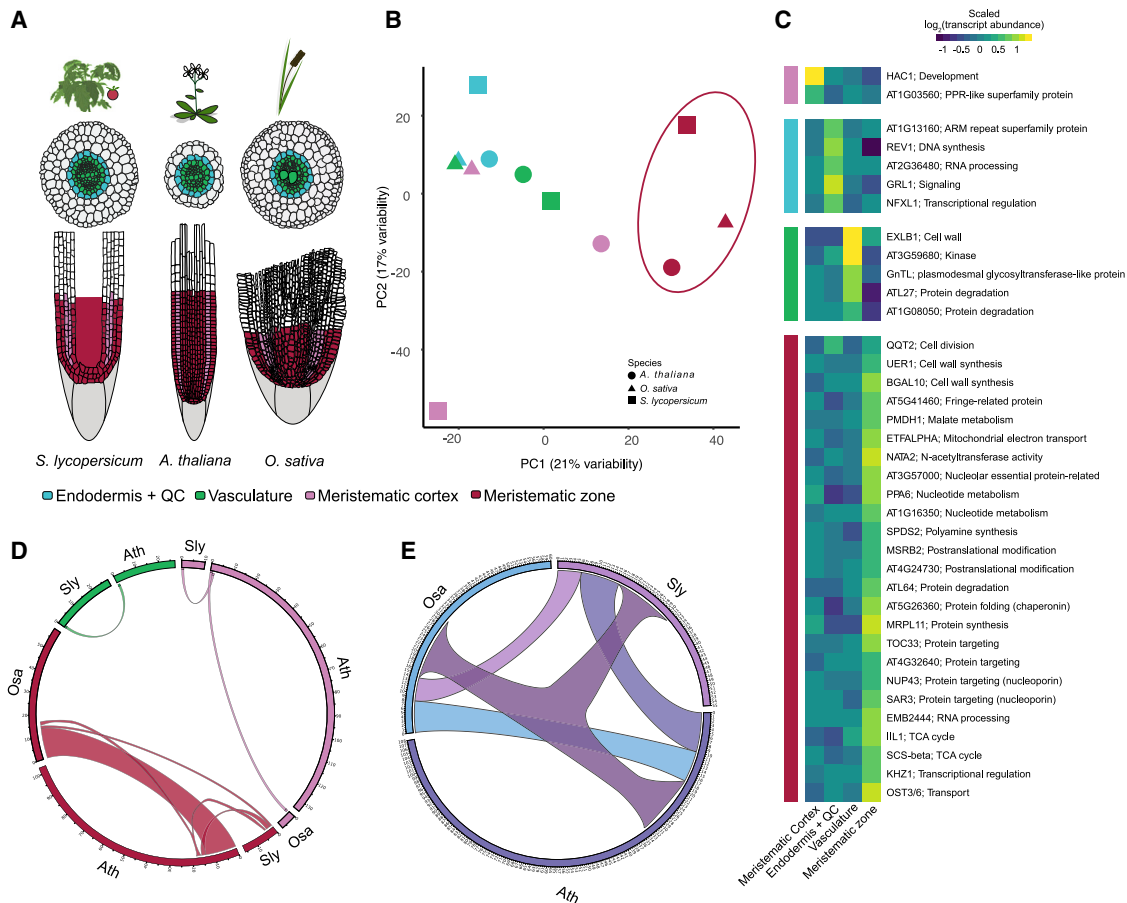 A
B
C
Scaled
log2(transcript abundance)
-1 -0.5 0 0.5 1
HAC1; Development
AT1G03560; PPR-like superfamily protein
AT1G13160; ARM repeat superfamily protein
REV1; DNA synthesis
AT2G36480; RNA processing
GRL1; Signaling
NFXL1; Transcriptional regulation
EXLB1; Cell wall
AT3G59680; Kinase
GnTL; plasmodesmal glycosyltransferase-like protein
ATL27; Protein degradation
AT1G08050; Protein degradation
QQT2; Cell division
UER1; Cell wall synthesis
BGAL10; Cell wall synthesis
AT5G41460; Fringe-related protein
PMDH1; Malate metabolism
ETFALPHA; Mitochondrial electron transport
NATA2; N-acetyltransferase activity
AT3G57000; Nucleolar essential protein-related
PPA6; Nucleotide metabolism
AT1G16350; Nucleotide metabolism
SPDS2; Polyamine synthesis
MSRB2; Postranslational modification
AT4G24730; Postranslational modification
ATL64; Protein degradation
AT5G26360; Protein folding (chaperonin)
MRPL11; Protein synthesis
TOC33; Protein targeting
AT4G32640; Protein targeting
NUP43; Protein targeting (nucleoporin)
SAR3; Protein targeting (nucleoporin)
EMB2444; RNA processing
IIL1; TCA cycle
SCS-beta; TCA cycle
KHZ1; Transcriptional regulation
OST3/6; Transport
Meristematic Cortex
Endodermis + QC
Vasculature
Meristematic zone
PC2 (17% variability)
20
0
-20
-40
-20 0 20 40
PC1 (21% variability)
Species
A. thaliana
O. sativa
S. lycopersicum
S. lycopersicum A. thaliana O. sativa
Endodermis + QC Vasculature Meristematic cortex Meristematic zone
D
Sly
Ath
Sly
Ath
Osa
Sly
Ath
Osa
E
Osa
Sly
Ath